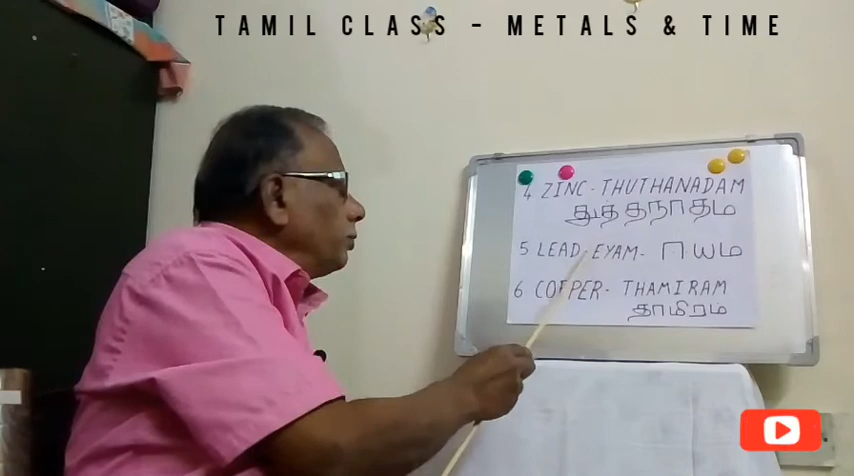 TAMIL CLASS - METALS & TIME
4 ZINC - THUTHANADAM
துத்தநாதம
5 LEAD - EYAM - ஈயம
6 COPPER - THAMIRAM
தாமிரம்